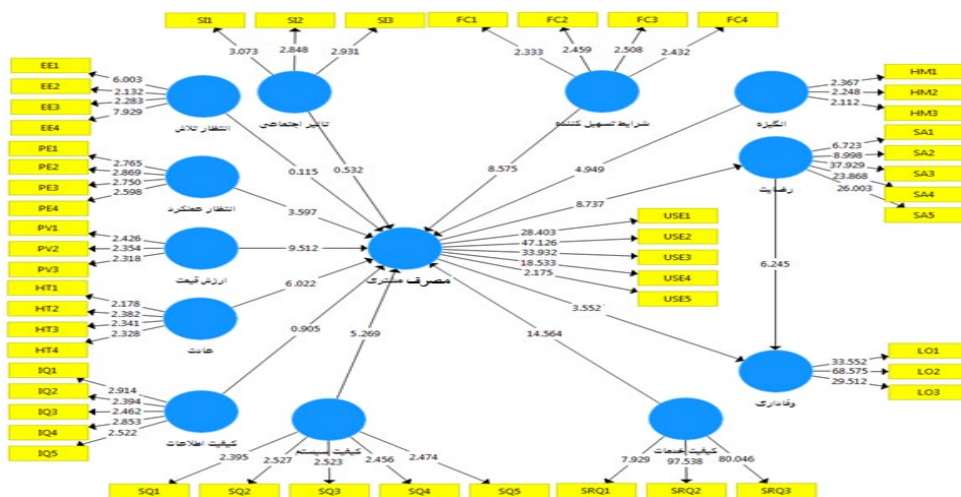 SI1 SI2 SI3 FC1 FC2 FC3 FC4
3.073 2.848 2.931 2.333 2.459 2.508 2.432
EE1 6.003
EE2 2.132
EE3 2.283
EE4 7.929
انتظار تلاش
تاثیر اجتماعی
شرایط تسهیل کننده
انگیزه
2.367 HM1
2.248 HM2
2.112 HM3
PE1 2.765
PE2 2.869
PE3 2.750
PE4 2.598
انتظار عملکرد
رضایت
6.723 SA1
8.998 SA2
37.929 SA3
23.868 SA4
26.003 SA5
0.115
0.532
8.575
4.949
3.597
8.737
PV1 2.426
PV2 2.354
PV3 2.318
ارزش قیمت
9.512
مصرف مشترک
28.403 USE1
47.126 USE2
33.932 USE3
18.533 USE4
2.175 USE5
6.245
HT1 2.178
HT2 2.382
HT3 2.341
HT4 2.328
عادت
6.022
0.905
5.269
14.564
3.552
IQ1 2.914
IQ2 2.394
IQ3 2.462
IQ4 2.853
IQ5 2.522
کیفیت اطلاعات
کیفیت سیستم
کیفیت خدمات
وفاداری
33.552 LO1
68.575 LO2
29.512 LO3
2.395 2.527 2.523 2.456 2.474
SQ1 SQ2 SQ3 SQ4 SQ5
7.929 97.538 80.046
SRQ1 SRQ2 SRQ3